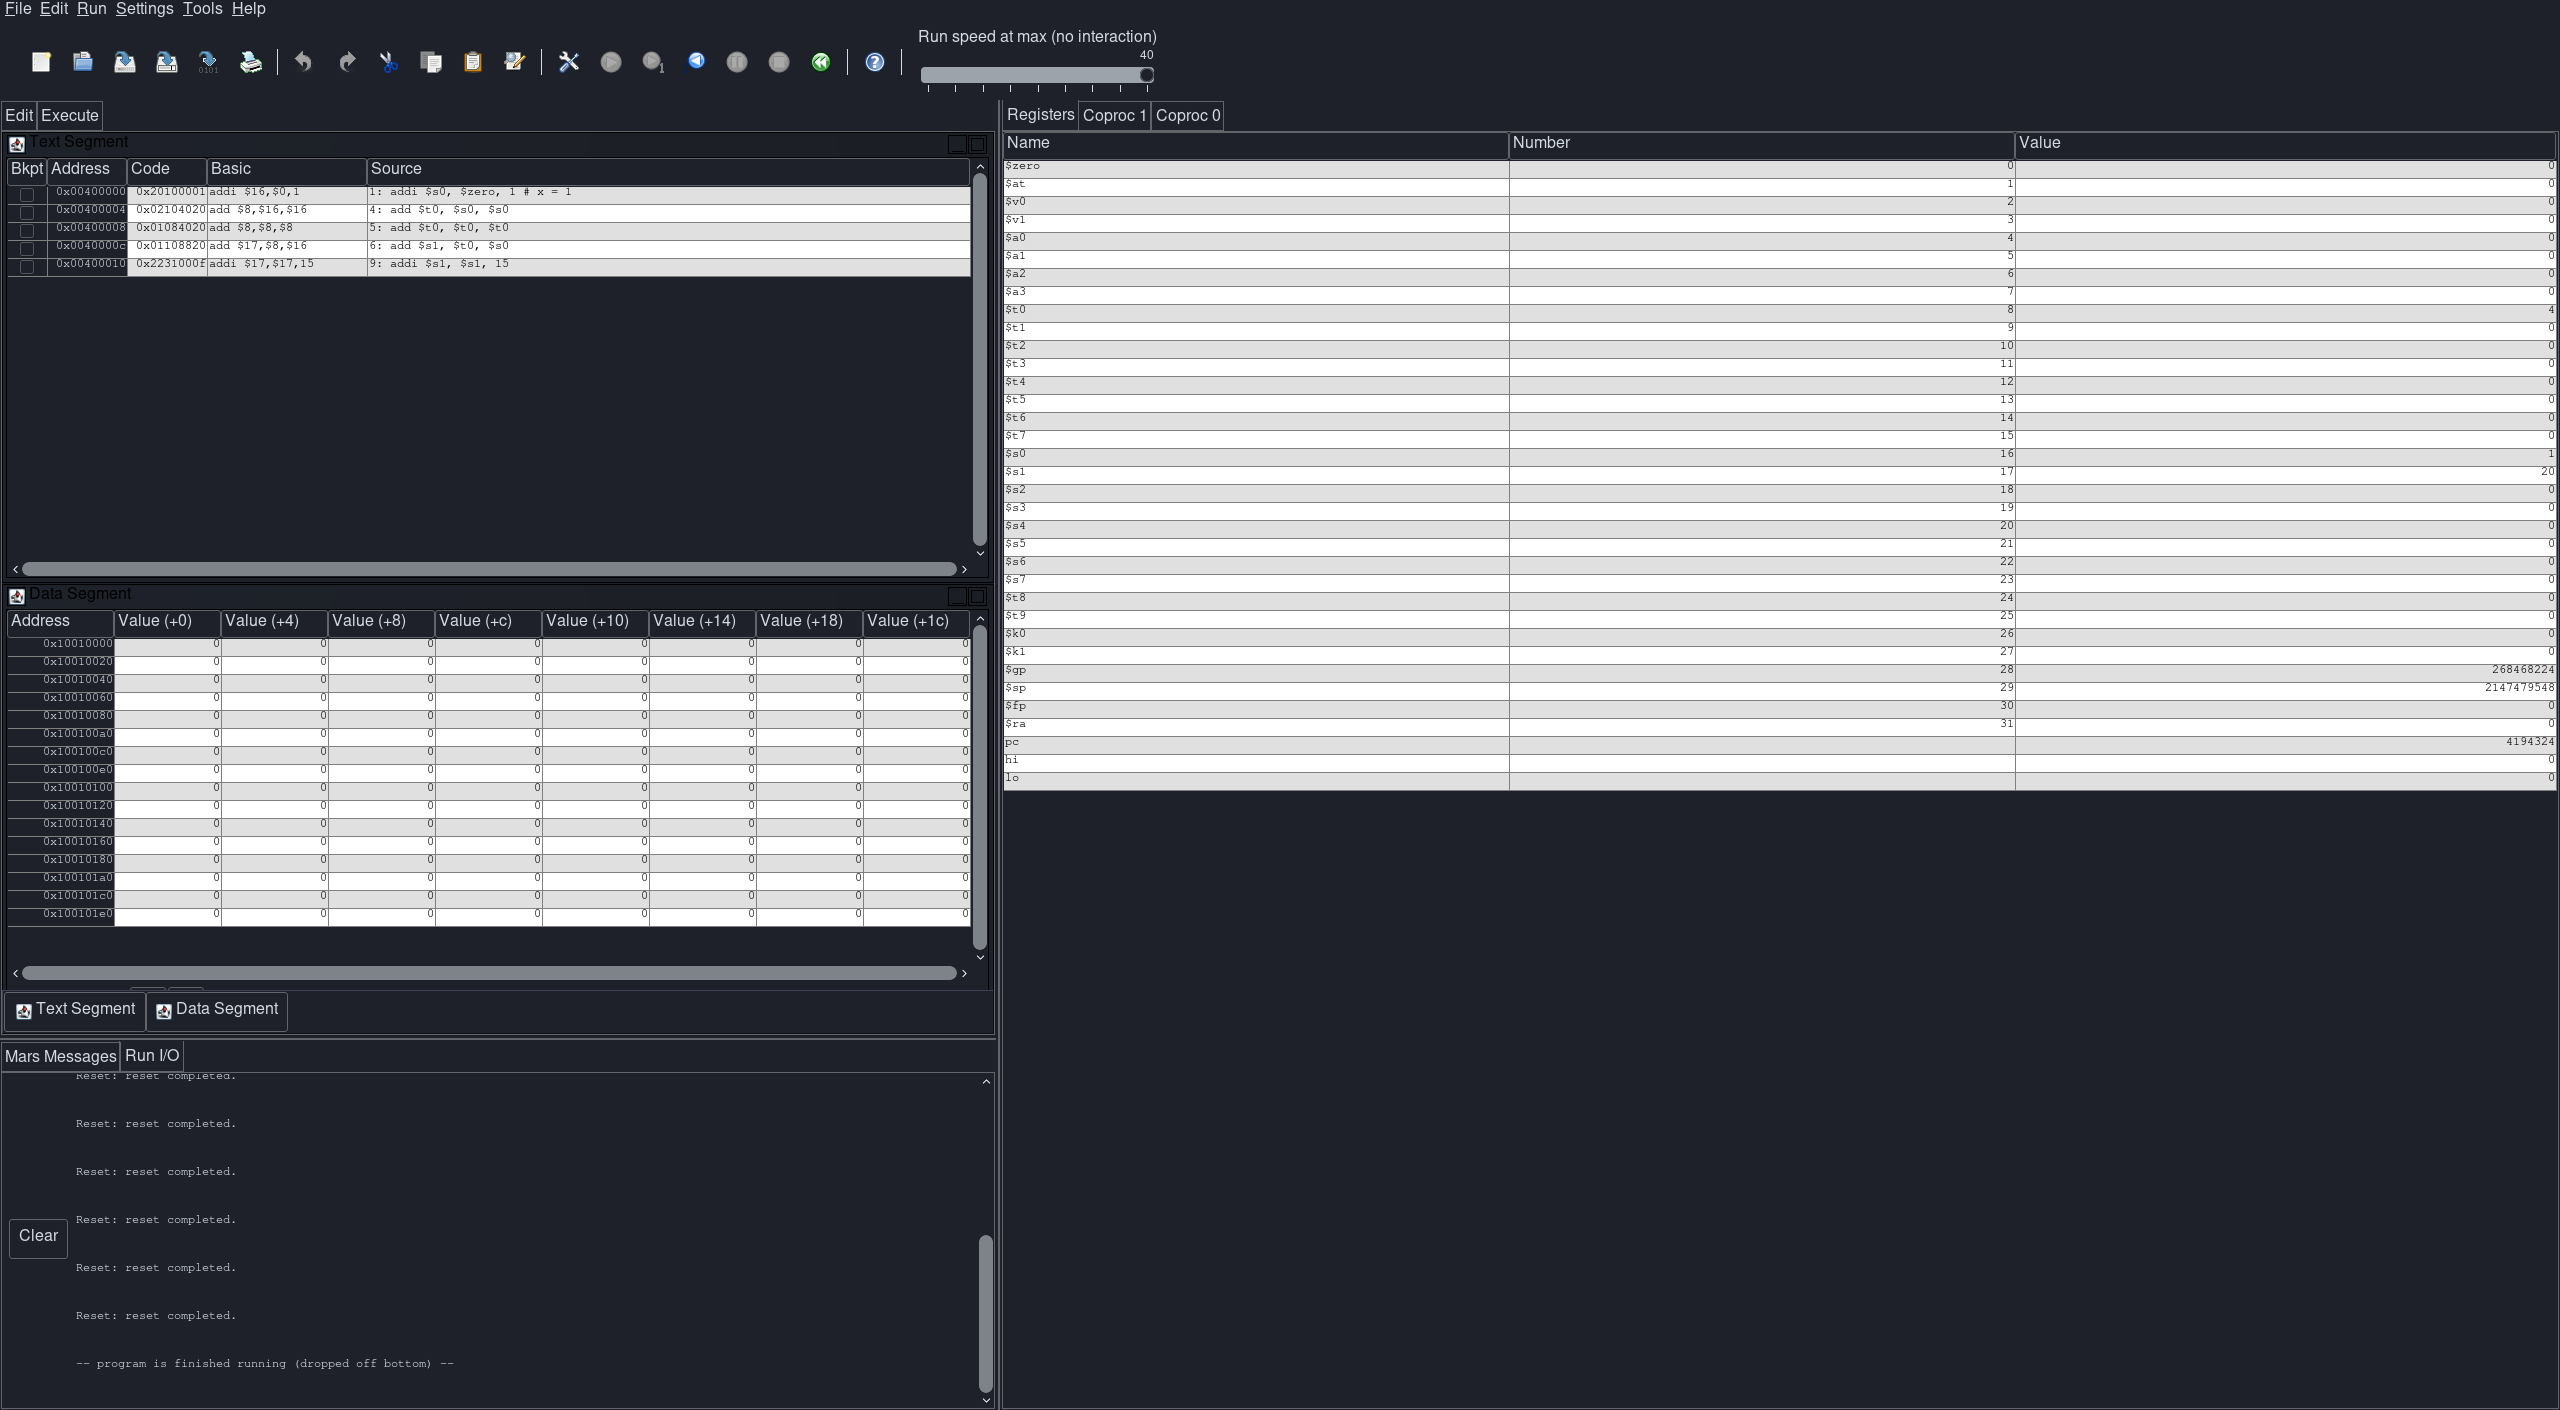 File Edit Run Settings Tools Help
Run speed at max (no interaction)
40
0101
1
Edit Execute
Text Segment
Bkpt Address Code Basic Source
0x00400000 0x20100001 addi $16,$0,1 1: addi $s0, $zero, 1 # x = 1
0x00400004 0x02104020 add $8,$16,$16 4: add $t0, $s0, $s0
0x00400008 0x01084020 add $8,$8,$8 5: add $t0, $t0, $t0
0x0040000c 0x01108820 add $17,$8,$16 6: add $s1, $t0, $s0
0x00400010 0x2231000f addi $17,$17,15 9: addi $s1, $s1, 15
Data Segment
Address Value (+0) Value (+4) Value (+8) Value (+c) Value (+10) Value (+14) Value (+18) Value (+1c)
0x10010000 0 0 0 0 0 0 0 0
0x10010020 0 0 0 0 0 0 0 0
0x10010040 0 0 0 0 0 0 0 0
0x10010060 0 0 0 0 0 0 0 0
0x10010080 0 0 0 0 0 0 0 0
0x100100a0 0 0 0 0 0 0 0 0
0x100100c0 0 0 0 0 0 0 0 0
0x100100e0 0 0 0 0 0 0 0 0
0x10010100 0 0 0 0 0 0 0 0
0x10010120 0 0 0 0 0 0 0 0
0x10010140 0 0 0 0 0 0 0 0
0x10010160 0 0 0 0 0 0 0 0
0x10010180 0 0 0 0 0 0 0 0
0x100101a0 0 0 0 0 0 0 0 0
0x100101c0 0 0 0 0 0 0 0 0
0x100101e0 0 0 0 0 0 0 0 0
Text Segment Data Segment
Mars Messages Run I/O
Reset: reset completed.
Reset: reset completed.
Reset: reset completed.
Reset: reset completed.
Clear
Reset: reset completed.
Reset: reset completed.
-- program is finished running (dropped off bottom) --
Registers Coproc 1 Coproc 0
Name Number Value
$zero 0 0
$at 1 0
$v0 2 0
$v1 3 0
$a0 4 0
$a1 5 0
$a2 6 0
$a3 7 0
$t0 8 4
$t1 9 0
$t2 10 0
$t3 11 0
$t4 12 0
$t5 13 0
$t6 14 0
$t7 15 0
$s0 16 1
$s1 17 20
$s2 18 0
$s3 19 0
$s4 20 0
$s5 21 0
$s6 22 0
$s7 23 0
$t8 24 0
$t9 25 0
$k0 26 0
$k1 27 0
$gp 28 268468224
$sp 29 2147479548
$fp 30 0
$ra 31 0
pc 4194324
hi 0
lo 0